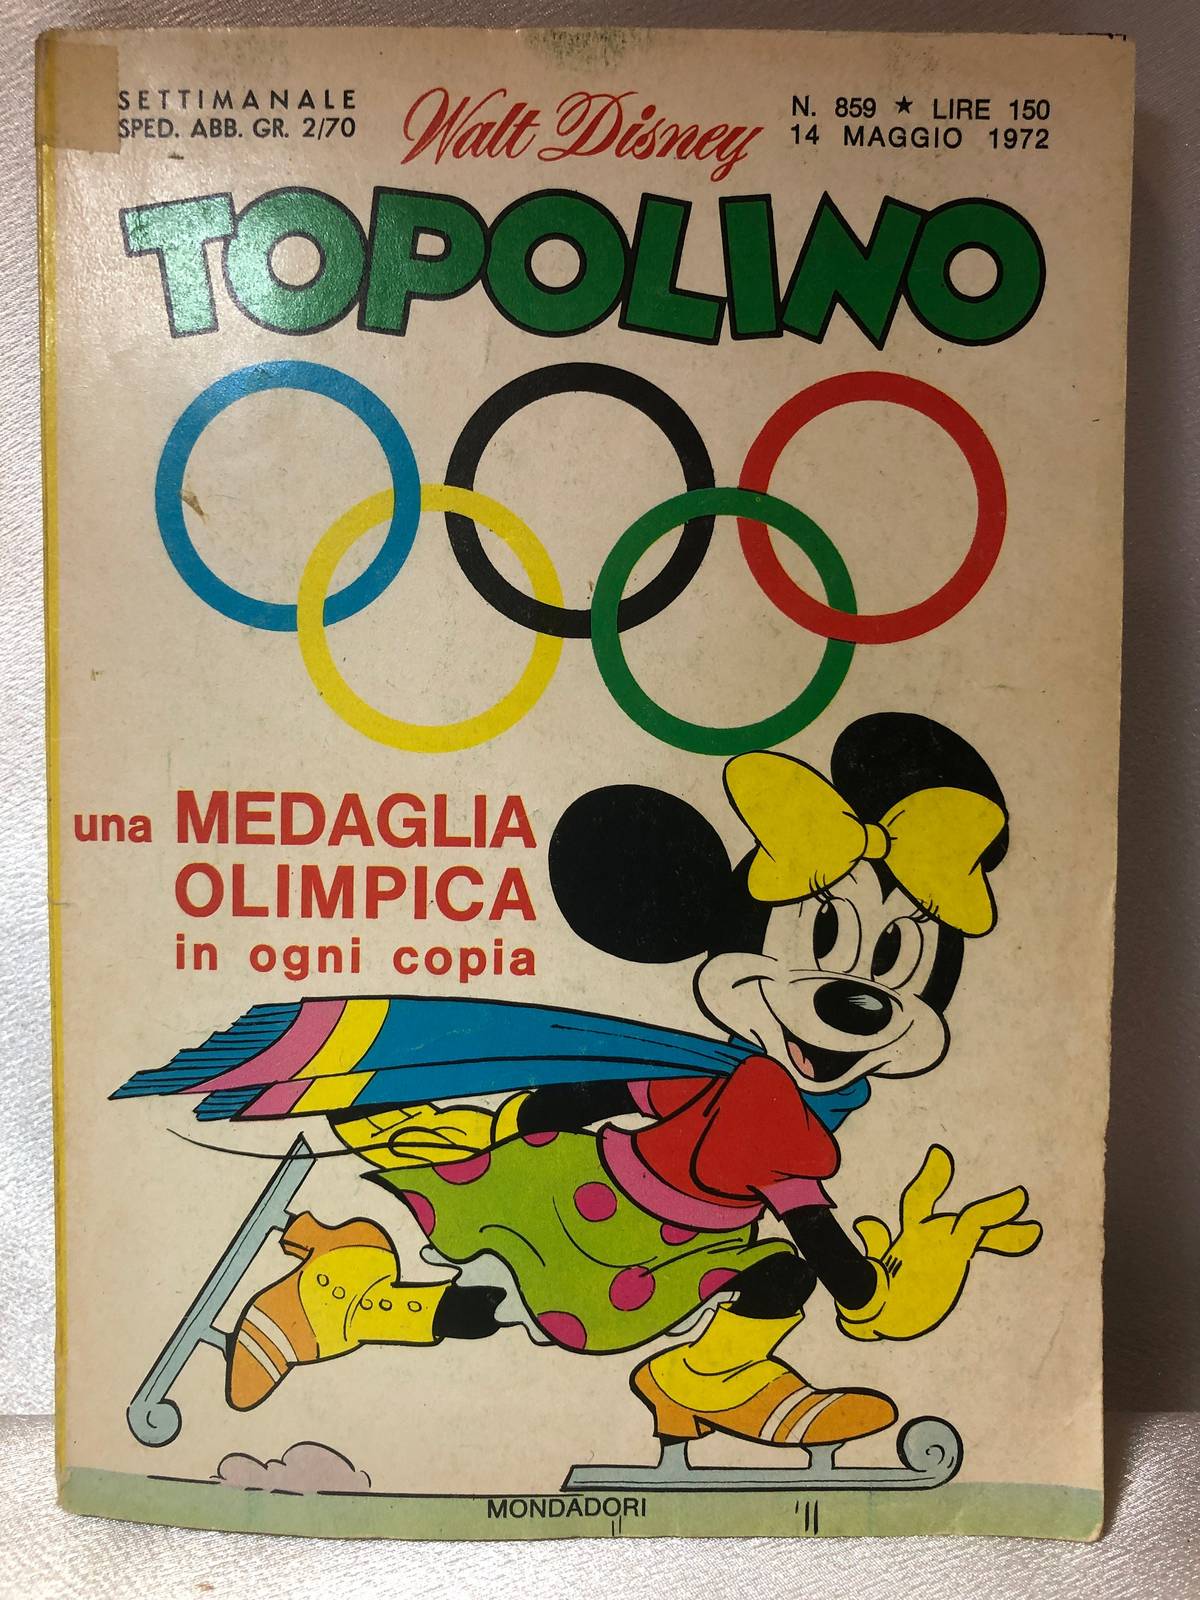 SETTIMANALE
SPED. ABB. GR. 2/70
Walt Disney
N. 859 ★ LIRE 150
14 MAGGIO 1972
TOPOLINO
una MEDAGLIA
OLIMPICA
in ogni copia
MONDADORI